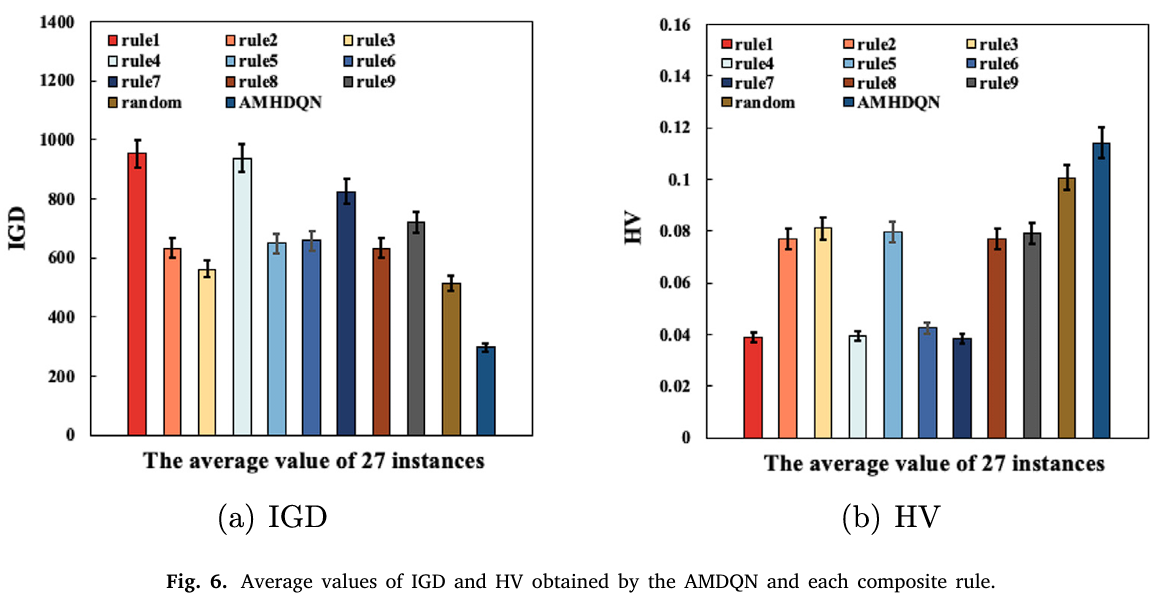 1400
1200
1000
800
600
400
200
0
IGD
rule1 rule2 rule3
rule4 rule5 rule6
rule7 rule8 rule9
random AMHDQN
The average value of 27 instances
(a) IGD
0.16
0.14
0.12
0.1
0.08
0.06
0.04
0.02
0
HV
rule1 rule2 rule3
rule4 rule5 rule6
rule7 rule8 rule9
random AMHDQN
The average value of 27 instances
(b) HV
Fig. 6. Average values of IGD and HV obtained by the AMDQN and each composite rule.